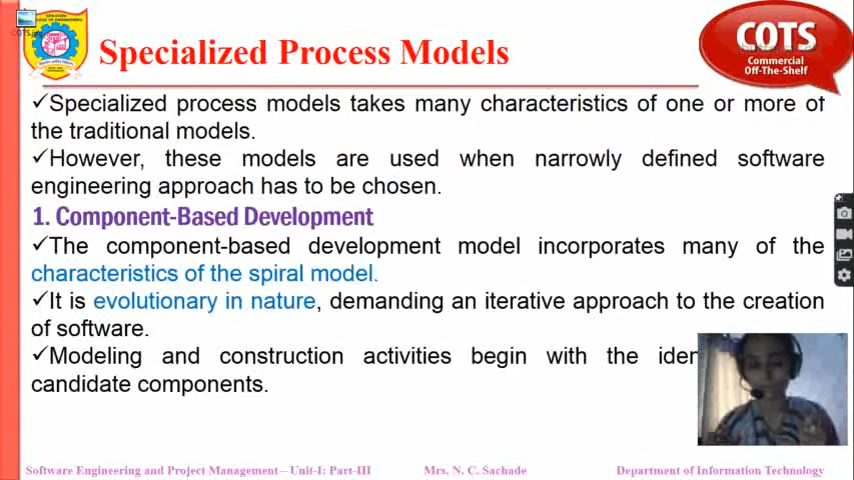 COTS.jpg
Specialized Process Models
COTS
Commercial
Off-The-Shelf
✓Specialized process models takes many characteristics of one or more of
the traditional models.
✓However, these models are used when narrowly defined software
engineering approach has to be chosen.
1. Component-Based Development
✓The component-based development model incorporates many of the
characteristics of the spiral model.
✓It is evolutionary in nature, demanding an iterative approach to the creation
of software.
✓Modeling and construction activities begin with the
candidate components.
Software Engineering and Project Management – Unit-I: Part-III
Mrs. N. C. Sachade
Department of Information Technology